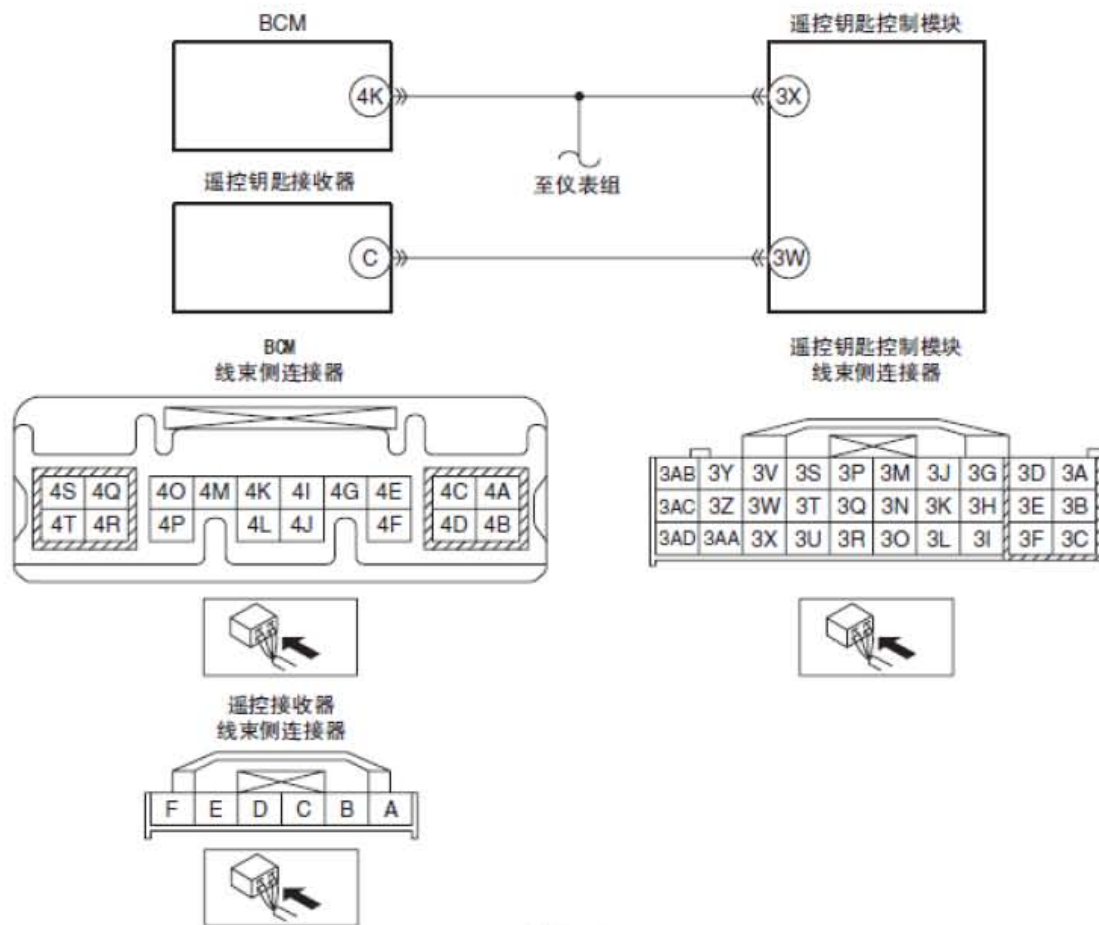 BCM
遥控钥匙控制模块
4K
3X
至仪表组
遥控钥匙接收器
C
3W
BCM
线束侧连接器
遥控钥匙控制模块
线束侧连接器
4S 4Q 4O 4M 4K 4I 4G 4E 4C 4A
4T 4R 4P 4L 4J 4F 4D 4B
3AB 3Y 3V 3S 3P 3M 3J 3G 3D 3A
3AC 3Z 3W 3T 3Q 3N 3K 3H 3E 3B
3AD 3AA 3X 3U 3R 3O 3L 3I 3F 3C
遥控接收器
线束侧连接器
F E D C B A